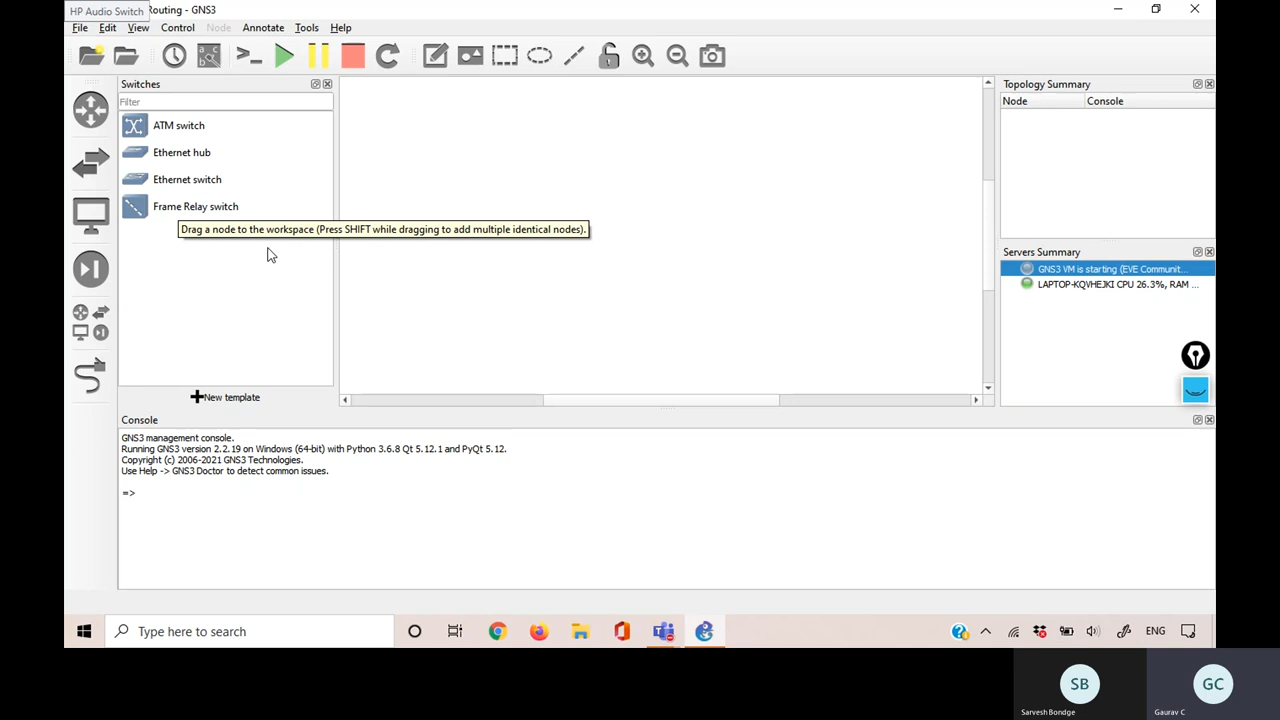 HP Audio Switch
Routing - GNS3
File Edit View Control Node Annotate Tools Help
Switches
Filter
ATM switch
Ethernet hub
Ethernet switch
Frame Relay switch
Drag a node to the workspace (Press SHIFT while dragging to add multiple identical nodes).
New template
Topology Summary
Node Console
Servers Summary
GNS3 VM is starting (EVE Communit...
LAPTOP-KQVHEJKI CPU 26.3%, RAM ...
Console
GNS3 management console.
Running GNS3 version 2.2.19 on Windows (64-bit) with Python 3.6.8 Qt 5.12.1 and PyQt 5.12.
Copyright (c) 2006-2021 GNS3 Technologies.
Use Help -> GNS3 Doctor to detect common issues.
=>
Type here to search
ENG
SB
Sarvesh Bondge
GC
Gaurav C